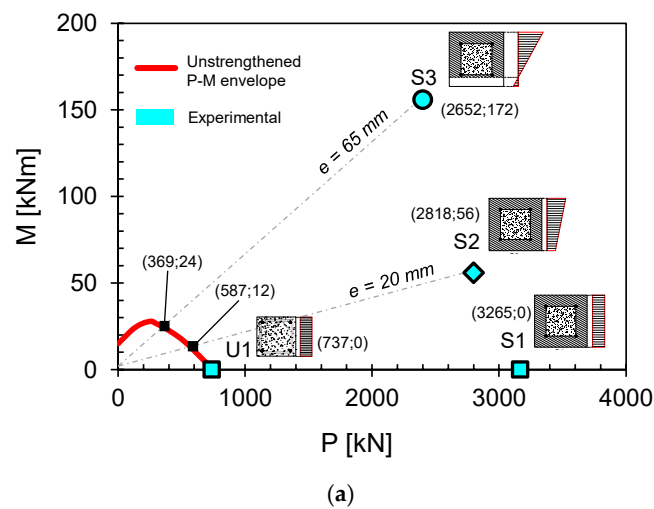 200
150
100
50
0
M [kNm]
Unstrengthened
P-M envelope
Experimental
S3
(2652;172)
e = 65 mm
(2818;56)
S2
(369;24)
(587;12)
e = 20 mm
(3265;0)
U1
(737;0)
S1
0
1000
2000
3000
4000
P [kN]
(a)